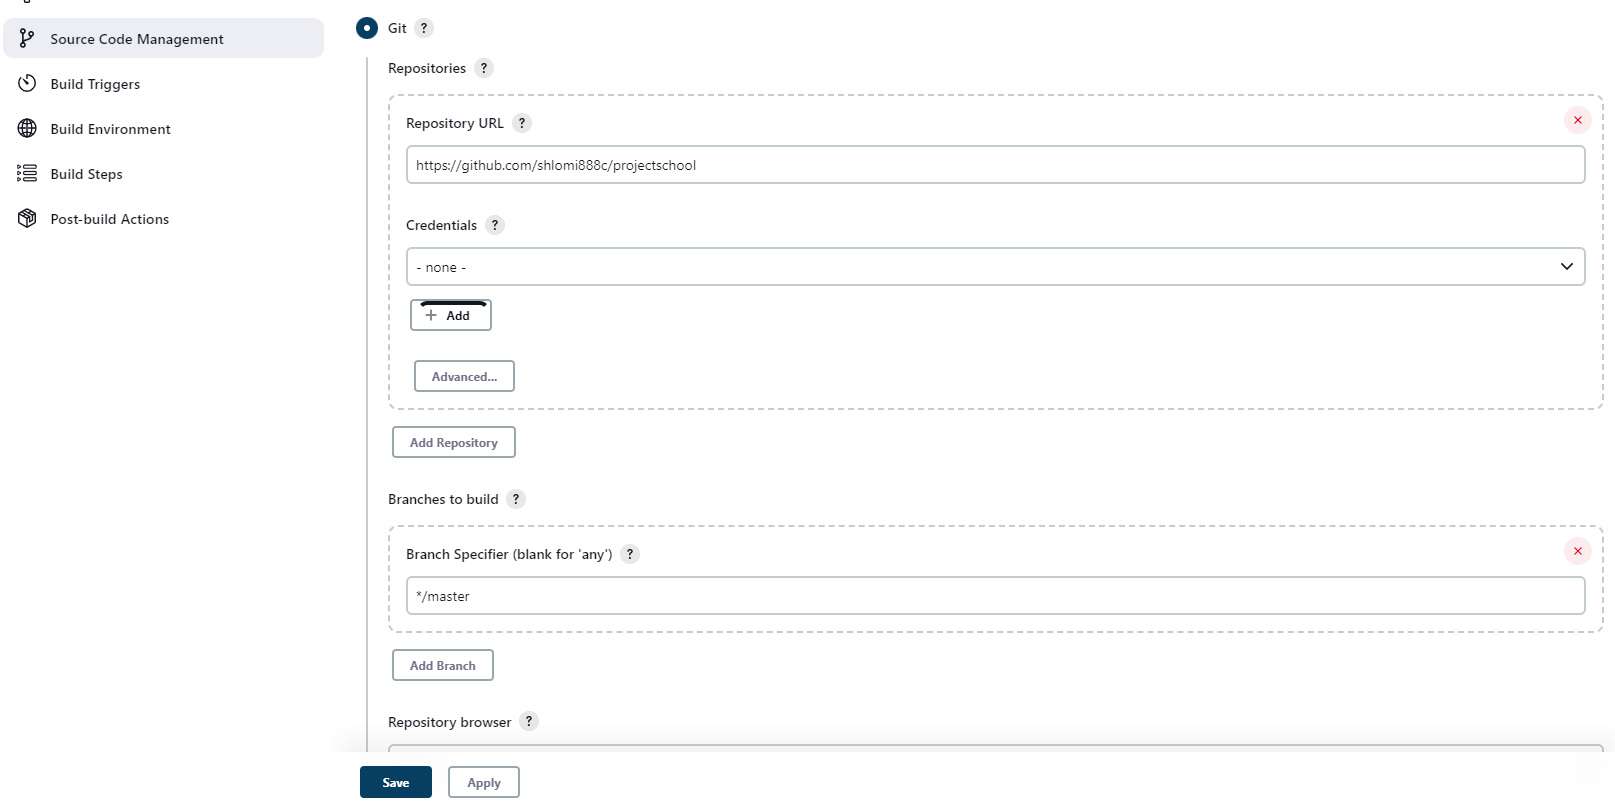 Source Code Management
Build Triggers
Build Environment
Build Steps
Post-build Actions
Git ?
Repositories ?
Repository URL ?
https://github.com/shlomi888c/projectschool
Credentials ?
- none -
+ Add
Advanced...
Add Repository
Branches to build ?
Branch Specifier (blank for 'any') ?
*/master
Add Branch
Repository browser ?
Save Apply